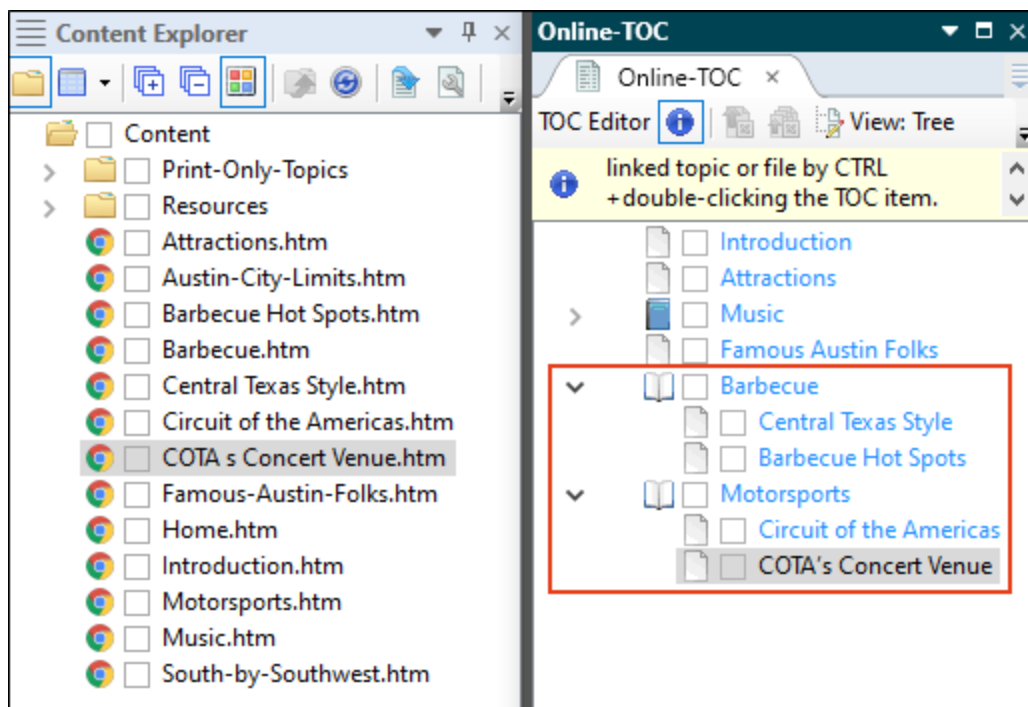 Content Explorer
Content
Print-Only-Topics
Resources
Attractions.htm
Austin-City-Limits.htm
Barbecue Hot Spots.htm
Barbecue.htm
Central Texas Style.htm
Circuit of the Americas.htm
COTA s Concert Venue.htm
Famous-Austin-Folks.htm
Home.htm
Introduction.htm
Motorsports.htm
Music.htm
South-by-Southwest.htm
Online-TOC
Online-TOC
TOC Editor View: Tree
linked topic or file by CTRL
+double-clicking the TOC item.
Introduction
Attractions
Music
Famous Austin Folks
Barbecue
Central Texas Style
Barbecue Hot Spots
Motorsports
Circuit of the Americas
COTA's Concert Venue